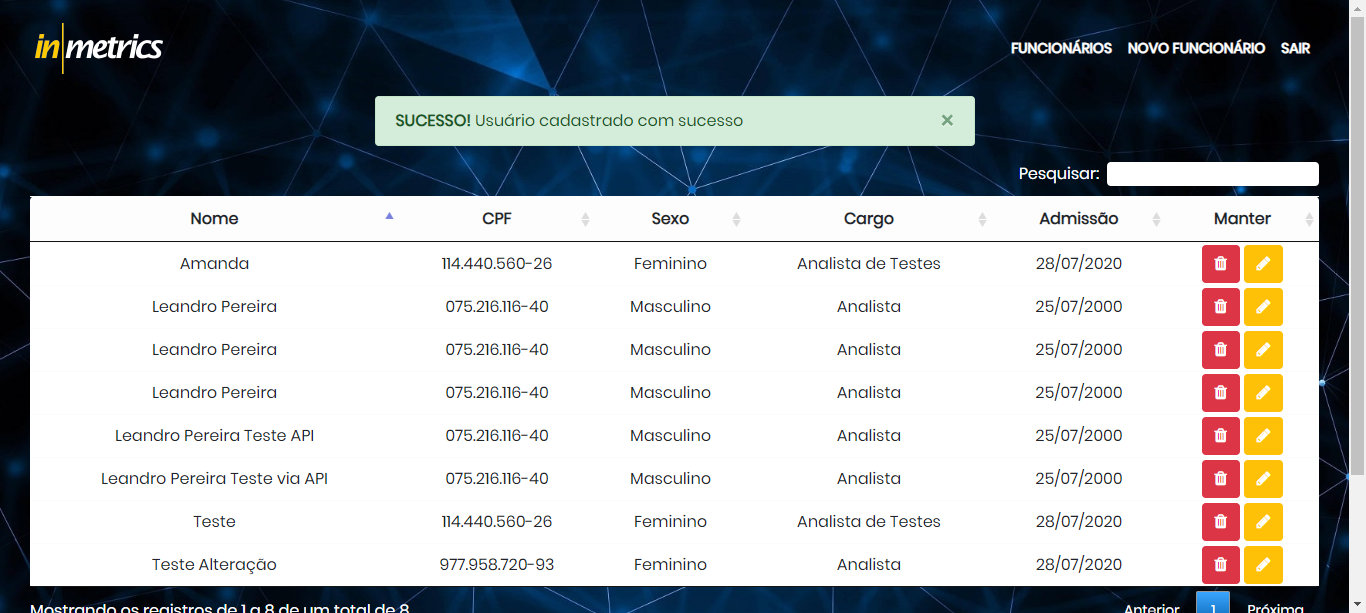 in|metrics
FUNCIONÁRIOS NOVO FUNCIONÁRIO SAIR
SUCESSO! Usuário cadastrado com sucesso ×
Pesquisar:
Nome CPF Sexo Cargo Admissão Manter
Amanda 114.440.560-26 Feminino Analista de Testes 28/07/2020
Leandro Pereira 075.216.116-40 Masculino Analista 25/07/2000
Leandro Pereira 075.216.116-40 Masculino Analista 25/07/2000
Leandro Pereira 075.216.116-40 Masculino Analista 25/07/2000
Leandro Pereira Teste API 075.216.116-40 Masculino Analista 25/07/2000
Leandro Pereira Teste via API 075.216.116-40 Masculino Analista 25/07/2000
Teste 114.440.560-26 Feminino Analista de Testes 28/07/2020
Teste Alteração 977.958.720-93 Feminino Analista 28/07/2020
Mostrando os registros de 1 a 8 de um total de 8 Anterior 1 Próxima